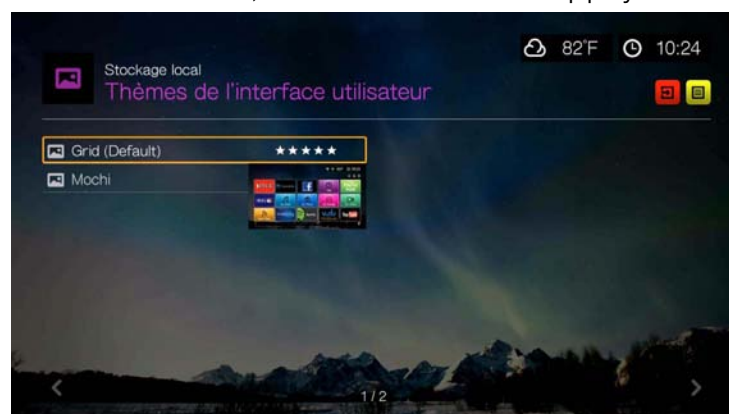 82°F 10:24
Stockage local
Thèmes de l'interface utilisateur
Grid (Default) ★★★★★
Mochi
1/2